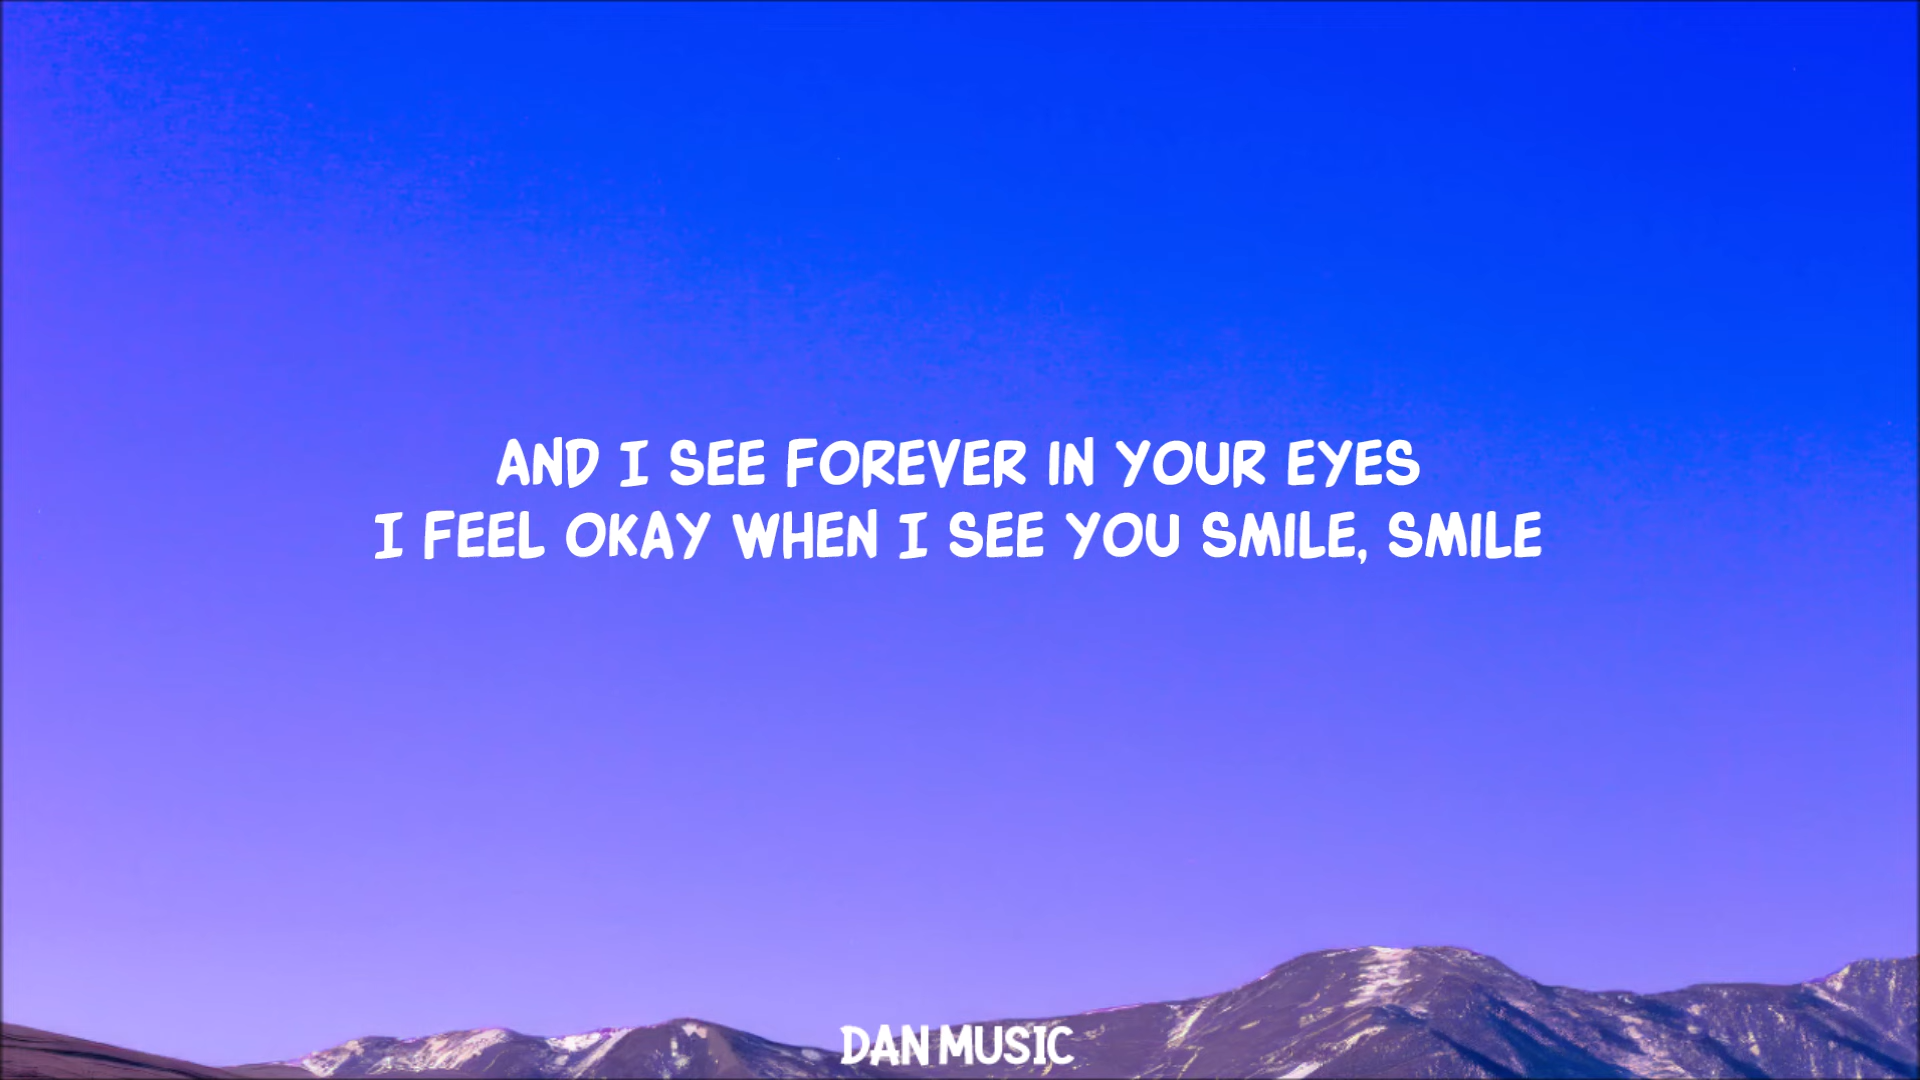 AND I SEE FOREVER IN YOUR EYES
I FEEL OKAY WHEN I SEE YOU SMILE, SMILE
DAN MUSIC